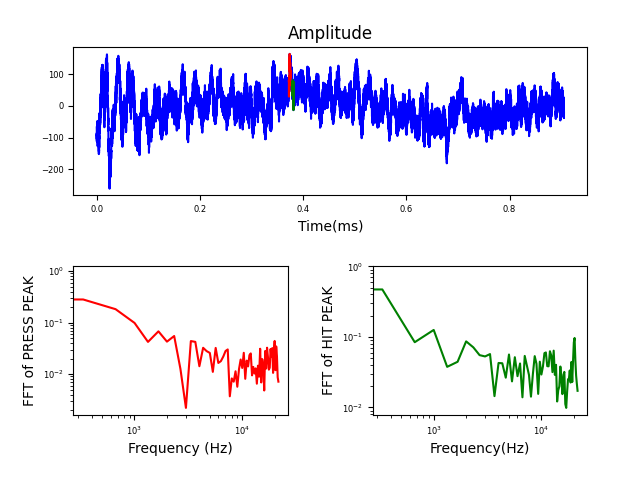 Amplitude
100
0
−100
−200
0.0 0.2 0.4 0.6 0.8
Time(ms)
FFT of PRESS PEAK
10⁰
10⁻¹
10⁻²
10³ 10⁴
Frequency (Hz)
FFT of HIT PEAK
10⁰
10⁻¹
10⁻²
10³ 10⁴
Frequency(Hz)